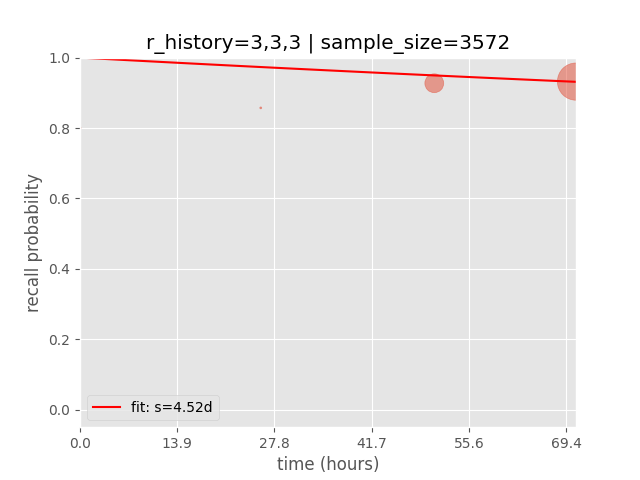 r_history=3,3,3 | sample_size=3572
recall probability
1.0
0.8
0.6
0.4
0.2
0.0
fit: s=4.52d
0.0 13.9 27.8 41.7 55.6 69.4
time (hours)